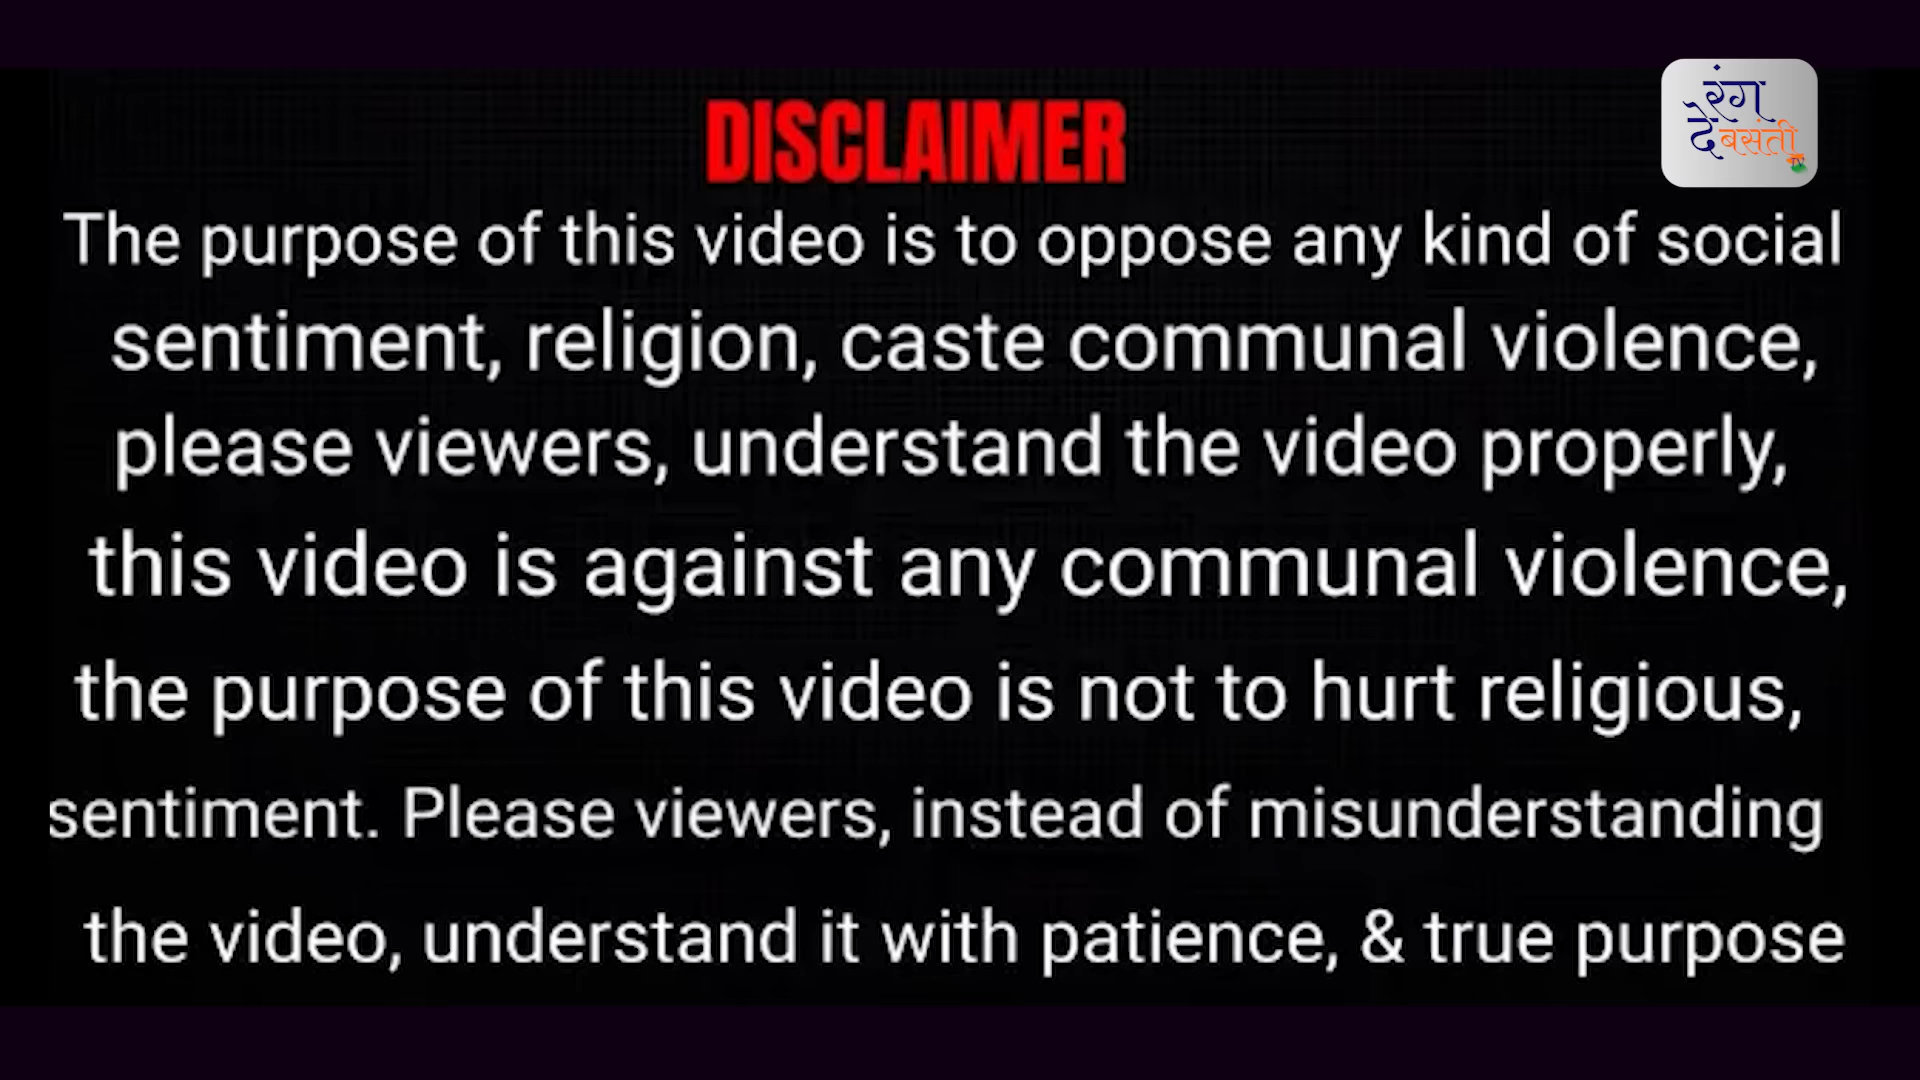 रंग
दे बसंती
DISCLAIMER
The purpose of this video is to oppose any kind of social
sentiment, religion, caste communal violence,
please viewers, understand the video properly,
this video is against any communal violence,
the purpose of this video is not to hurt religious,
sentiment. Please viewers, instead of misunderstanding
the video, understand it with patience, & true purpose